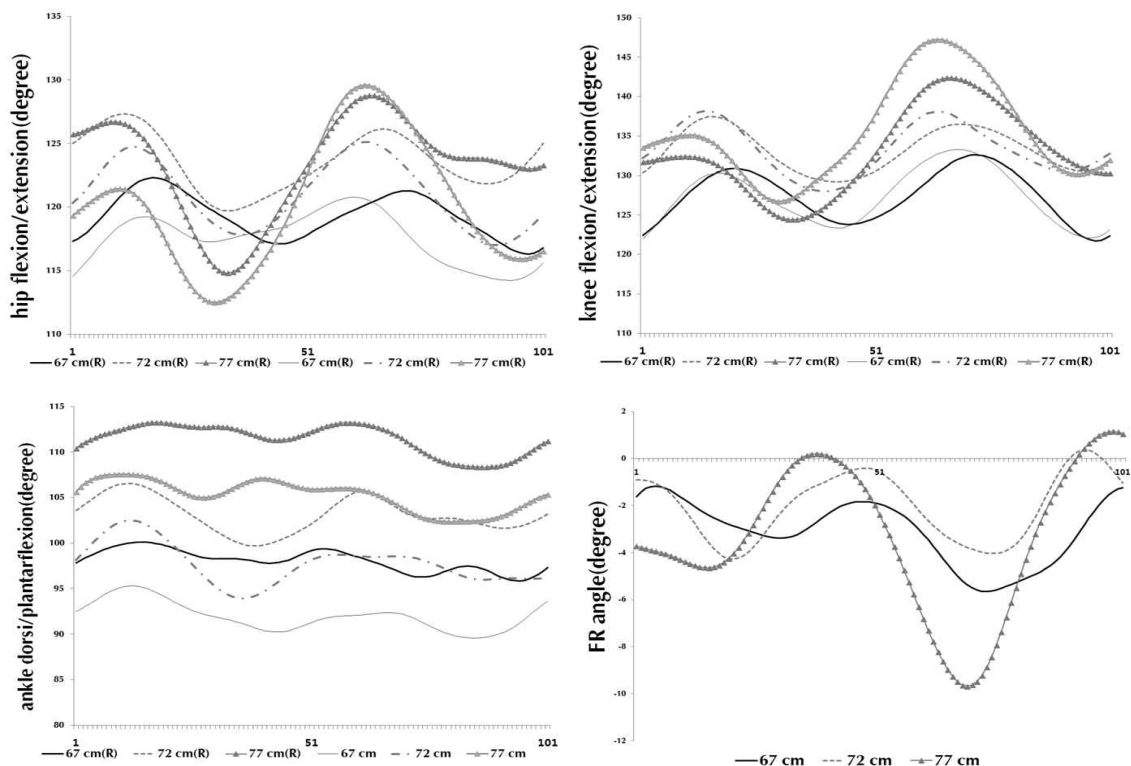 hip flexion/extension(degree)
135
130
125
120
115
110
1 51 101
67 cm(R) 72 cm(R) 77 cm(R) 67 cm(R) 72 cm(R) 77 cm(R)
knee flexion/extension(degree)
150
145
140
135
130
125
120
115
110
1 51 101
67 cm(R) 72 cm(R) 77 cm(R) 67 cm(R) 72 cm(R) 77 cm(R)
ankle dorsi/plantarflexion(degree)
115
110
105
100
95
90
85
80
1 51 101
67 cm(R) 72 cm(R) 77 cm(R) 67 cm 72 cm 77 cm
FR angle(degree)
2
0
1 51 101
-2
-4
-6
-8
-10
-12
67 cm 72 cm 77 cm